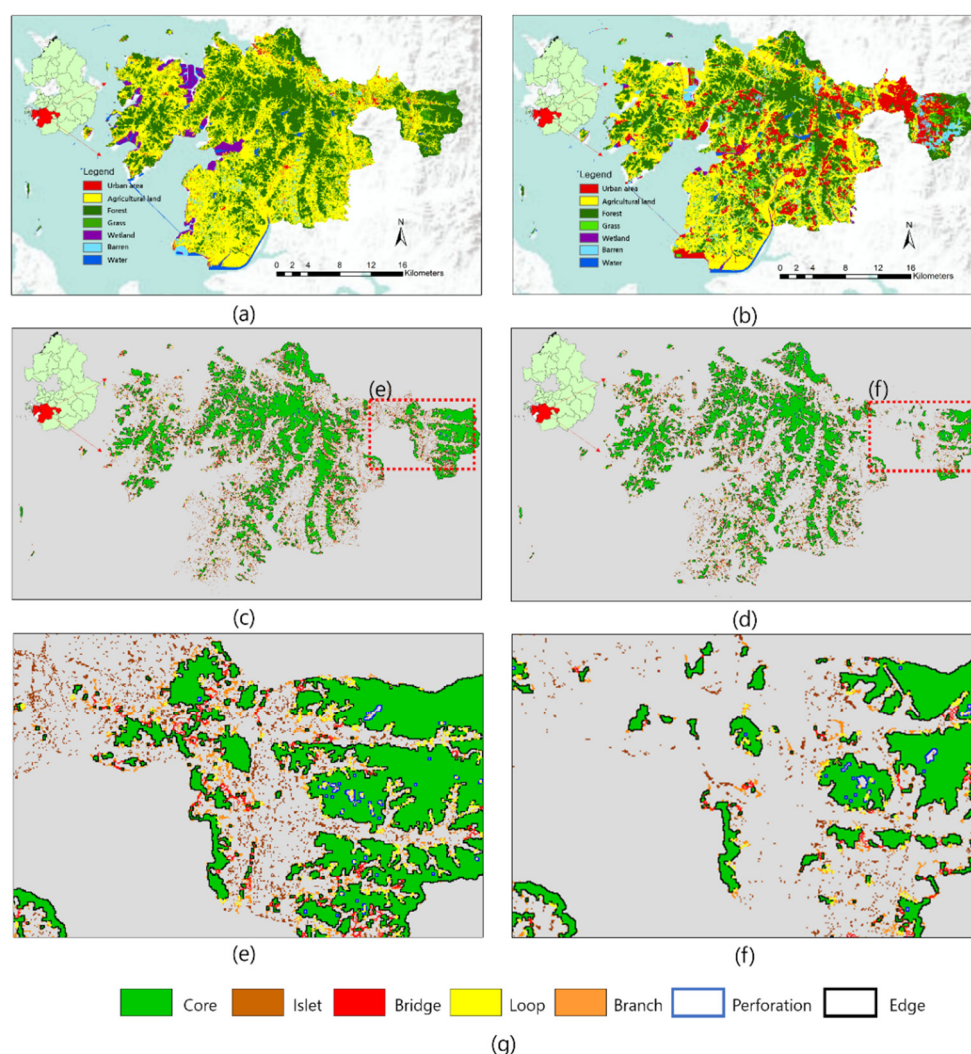 Legend
Urban area
Agricultural land
Forest
Grass
Wetland
Barren
Water
N
0 2 4 8 12 16
Kilometers
(a)
Legend
Urban area
Agricultural land
Forest
Grass
Wetland
Barren
Water
N
0 2 4 8 12 16
Kilometers
(b)
(e)
(c)
(f)
(d)
(e)
(f)
Core Islet Bridge Loop Branch Perforation Edge
(g)